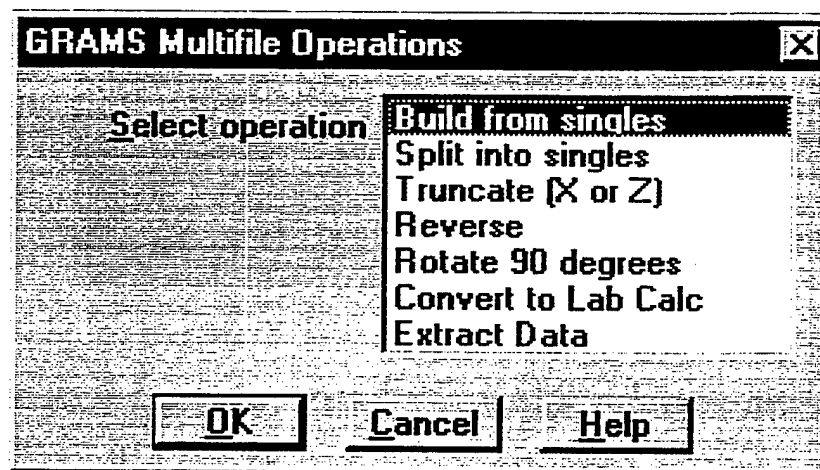 GRAMS Multifile Operations
Select operation
Build from singles
Split into singles
Truncate (X or Z)
Reverse
Rotate 90 degrees
Convert to Lab Calc
Extract Data
OK
Cancel
Help